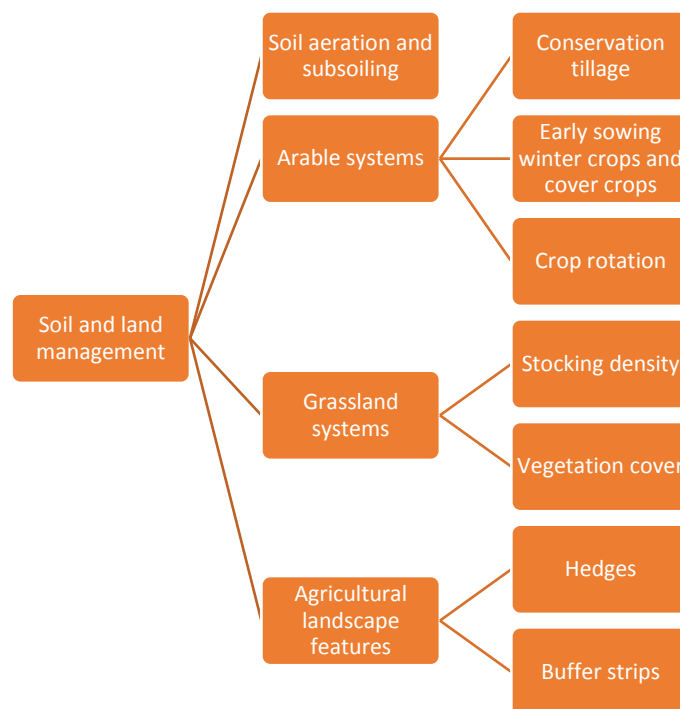 Soil aeration and
subsoiling
Conservation
tillage
Arable systems
Early sowing
winter crops and
cover crops
Crop rotation
Soil and land
management
Stocking density
Grassland
systems
Vegetation cover
Hedges
Agricultural
landscape
features
Buffer strips